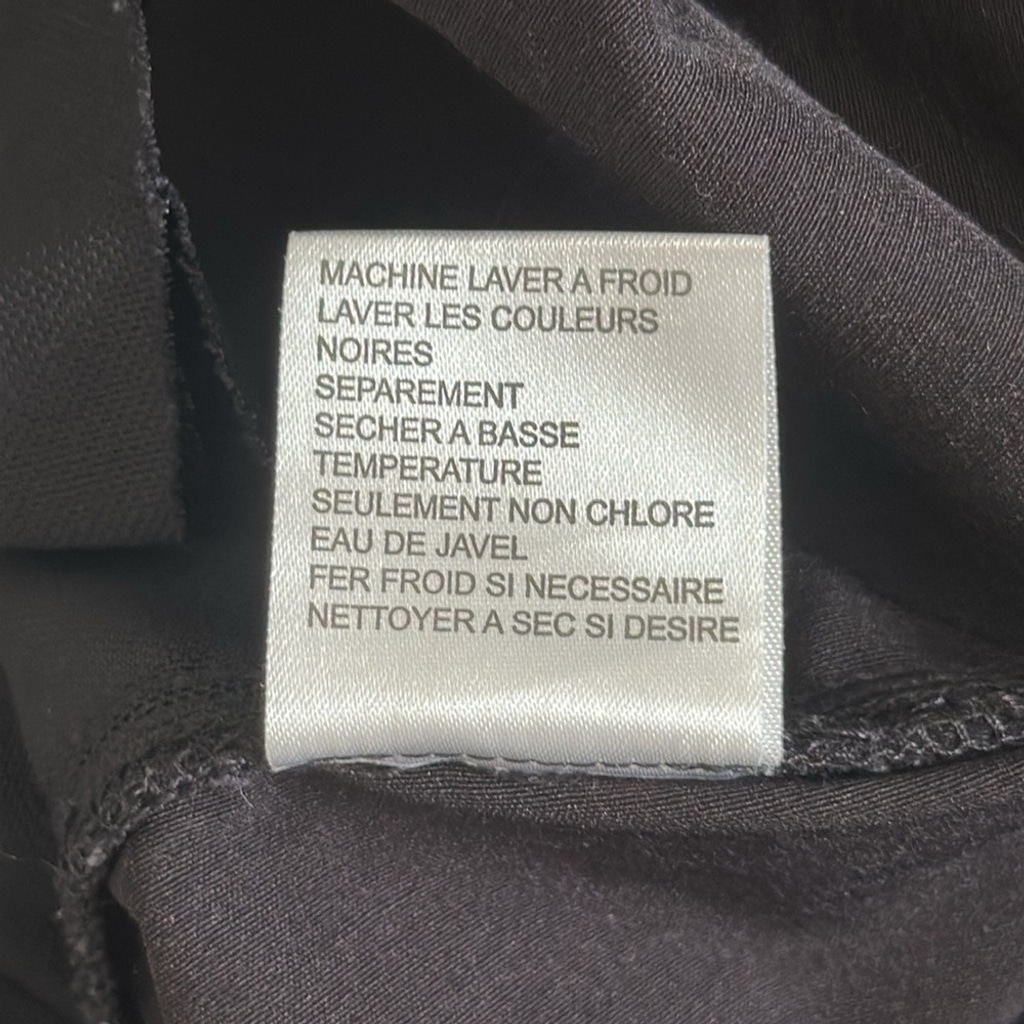 MACHINE LAVER A FROID
LAVER LES COULEURS
NOIRES
SEPAREMENT
SECHER A BASSE
TEMPERATURE
SEULEMENT NON CHLORE
EAU DE JAVEL
FER FROID SI NECESSAIRE
NETTOYER A SEC SI DESIRE